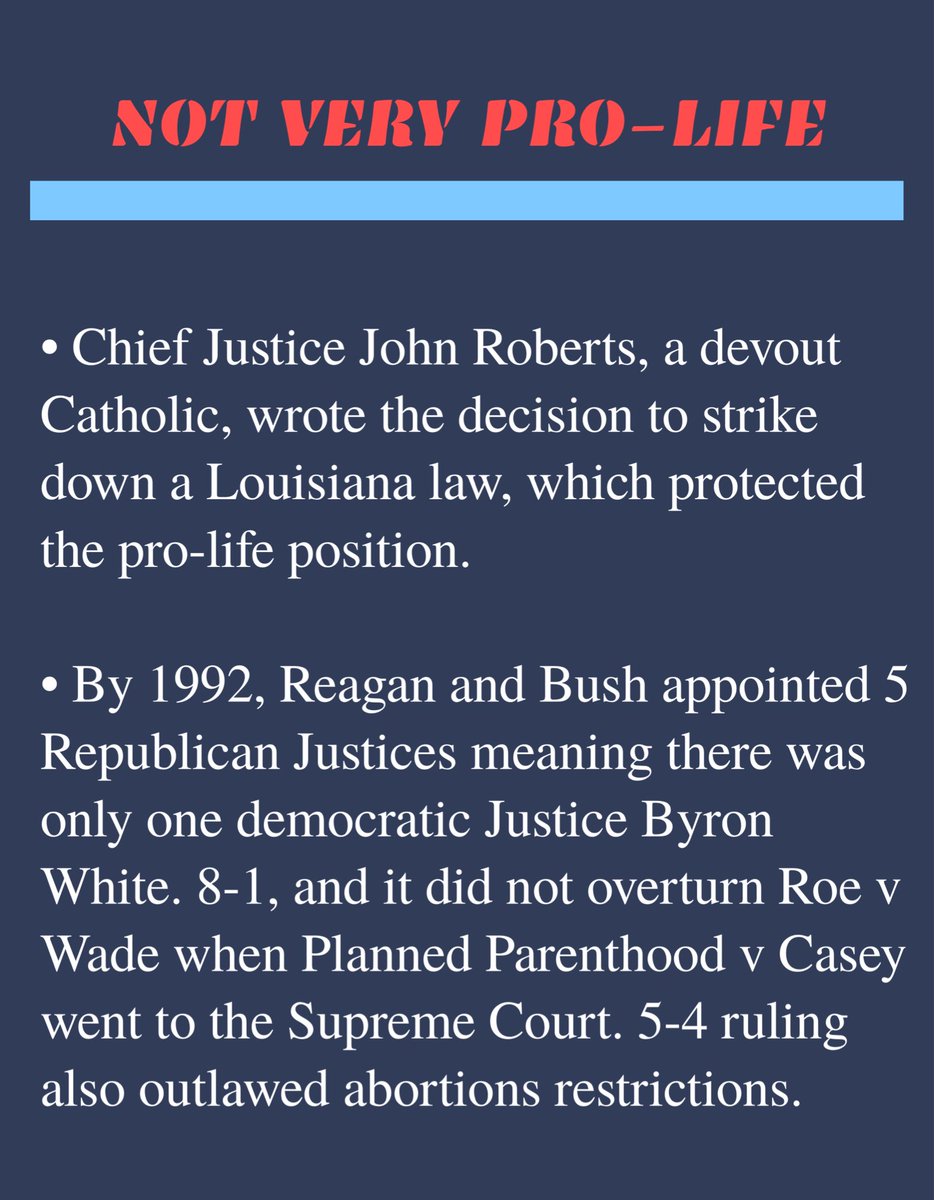 NOT VERY PRO-LIFE
• Chief Justice John Roberts, a devout
Catholic, wrote the decision to strike
down a Louisiana law, which protected
the pro-life position.
• By 1992, Reagan and Bush appointed 5
Republican Justices meaning there was
only one democratic Justice Byron
White. 8-1, and it did not overturn Roe v
Wade when Planned Parenthood v Casey
went to the Supreme Court. 5-4 ruling
also outlawed abortions restrictions.